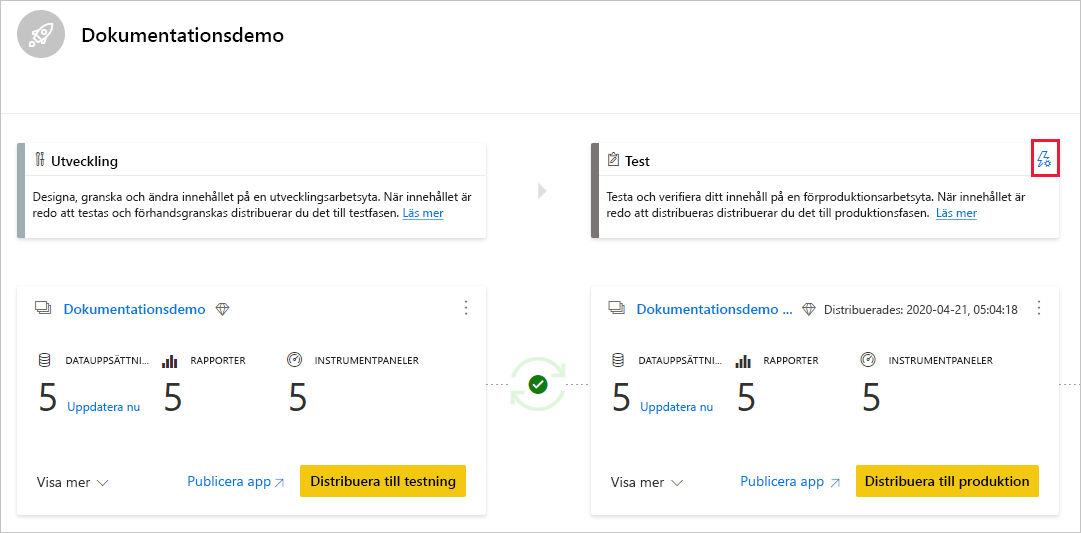 Dokumentationsdemo
Utveckling
Designa, granska och ändra innehållet på en utvecklingsarbetsyta. När innehållet är
redo att testas och förhandsgranskas distribuerar du det till testfasen. Läs mer
Test
Testa och verifiera ditt innehåll på en förproduktionsarbetsyta. När innehållet är
redo att distribueras distribuerar du det till produktionsfasen. Läs mer
Dokumentationsdemo
DATAUPPSÄTTNI... RAPPORTER INSTRUMENTPANELER
5 Uppdatera nu 5 5
Visa mer Publicera app Distribuera till testning
Dokumentationsdemo ... Distribuerades: 2020-04-21, 05:04:18
DATAUPPSÄTTNI... RAPPORTER INSTRUMENTPANELER
5 Uppdatera nu 5 5
Visa mer Publicera app Distribuera till produktion